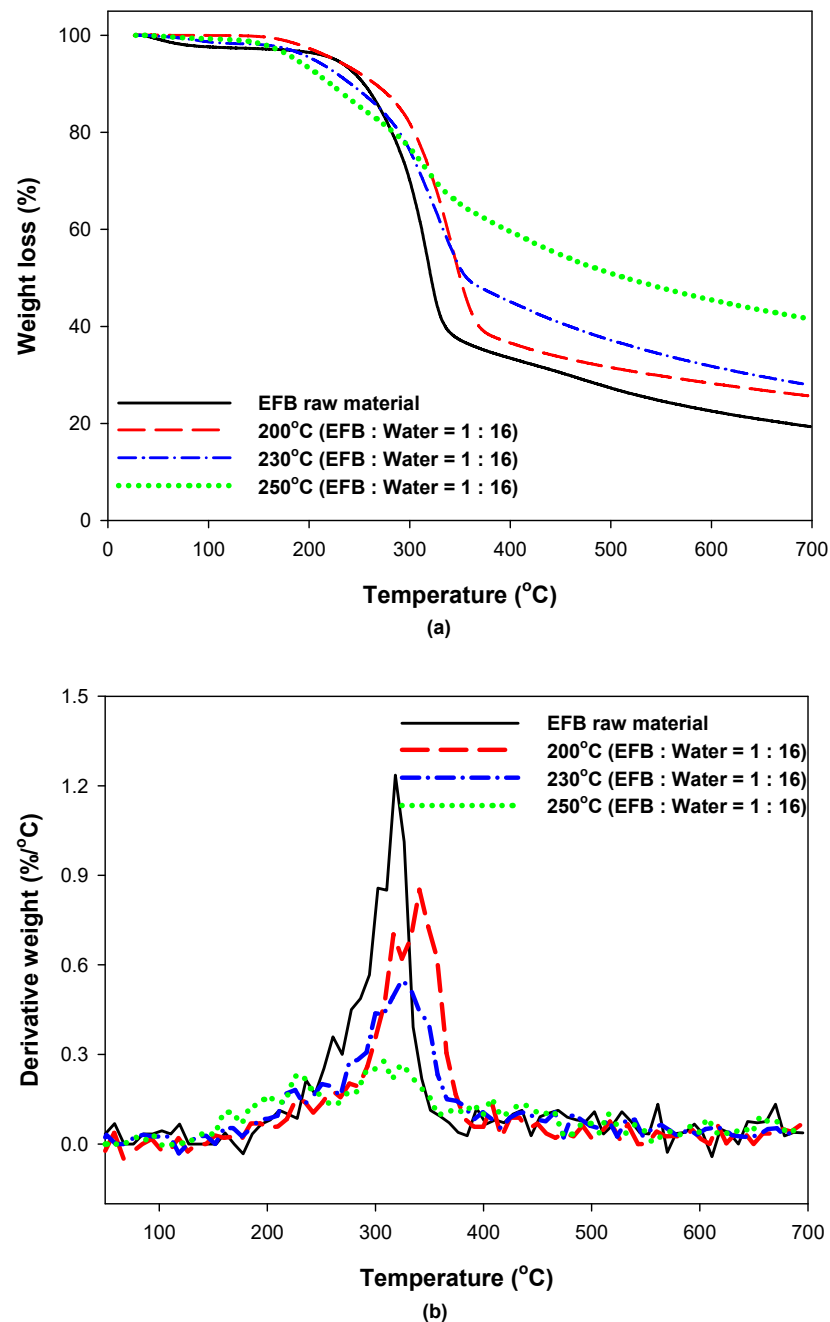 100
80
60
40
20
0
Weight loss (%)
EFB raw material
200°C (EFB : Water = 1 : 16)
230°C (EFB : Water = 1 : 16)
250°C (EFB : Water = 1 : 16)
0 100 200 300 400 500 600 700
Temperature (°C)
(a)
1.5
1.2
0.9
0.6
0.3
0.0
Derivative weight (%/°C)
EFB raw material
200°C (EFB : Water = 1 : 16)
230°C (EFB : Water = 1 : 16)
250°C (EFB : Water = 1 : 16)
100 200 300 400 500 600 700
Temperature (°C)
(b)